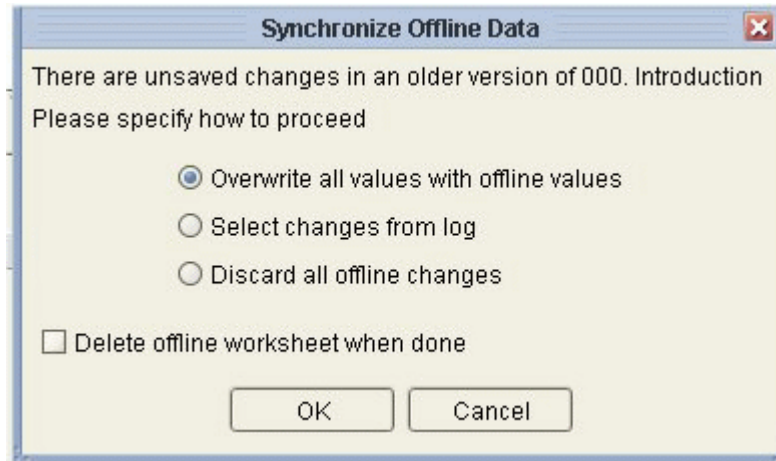 Synchronize Offline Data
There are unsaved changes in an older version of 000. Introduction
Please specify how to proceed
Overwrite all values with offline values
Select changes from log
Discard all offline changes
Delete offline worksheet when done
OK Cancel